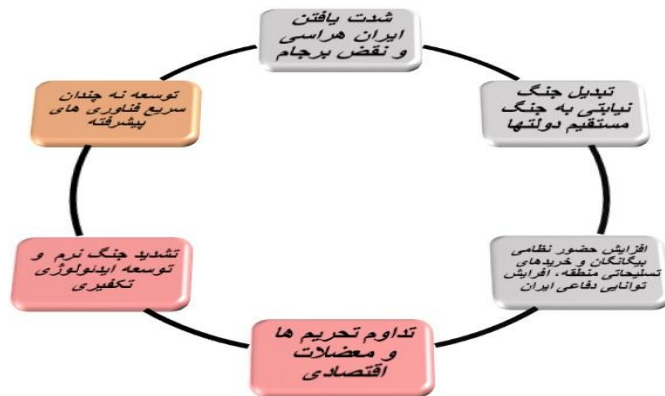 شدت یافتن
ایران هراسی
و نقض برجام
تبدیل جنگ
نیابتی به جنگ
مستقیم دولتها
افزایش حضور نظامی
بیگانگان و خریدهای
تسلیحاتی منطقه، افزایش
توانایی دفاعی ایران
تداوم تحریم ها
و معضلات
اقتصادی
تشدید جنگ نرم و
توسعه ایدئولوژی
تکفیری
توسعه نه چندان
سریع فناوری های
پیشرفته